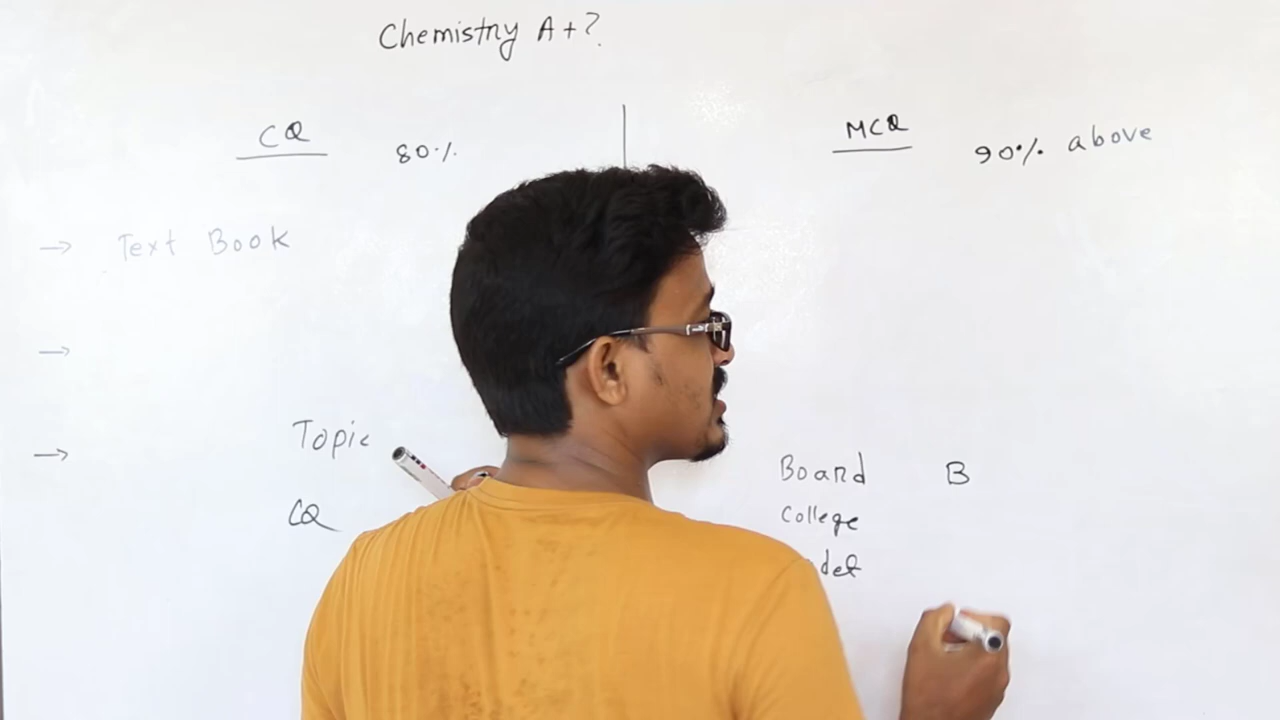 Chemistry A+?
CQ 80%
MCQ 90% above
→ Text Book
→
→
Topic
CQ
Board B
College